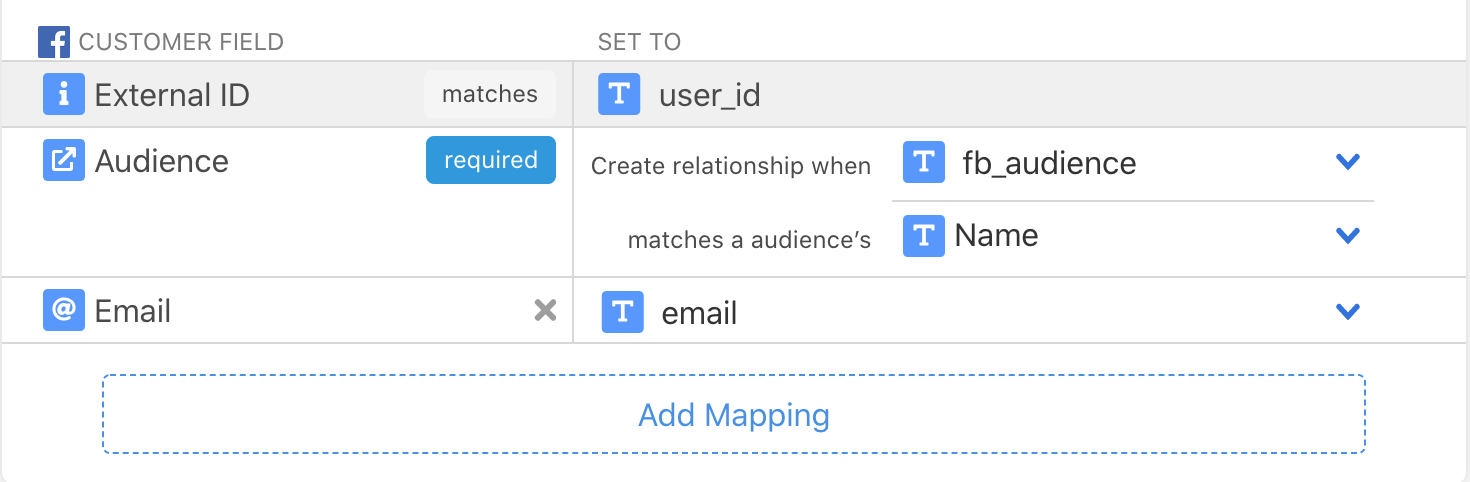 CUSTOMER FIELD SET TO
External ID matches user_id
Audience required Create relationship when fb_audience
matches a audience’s Name
Email email
Add Mapping